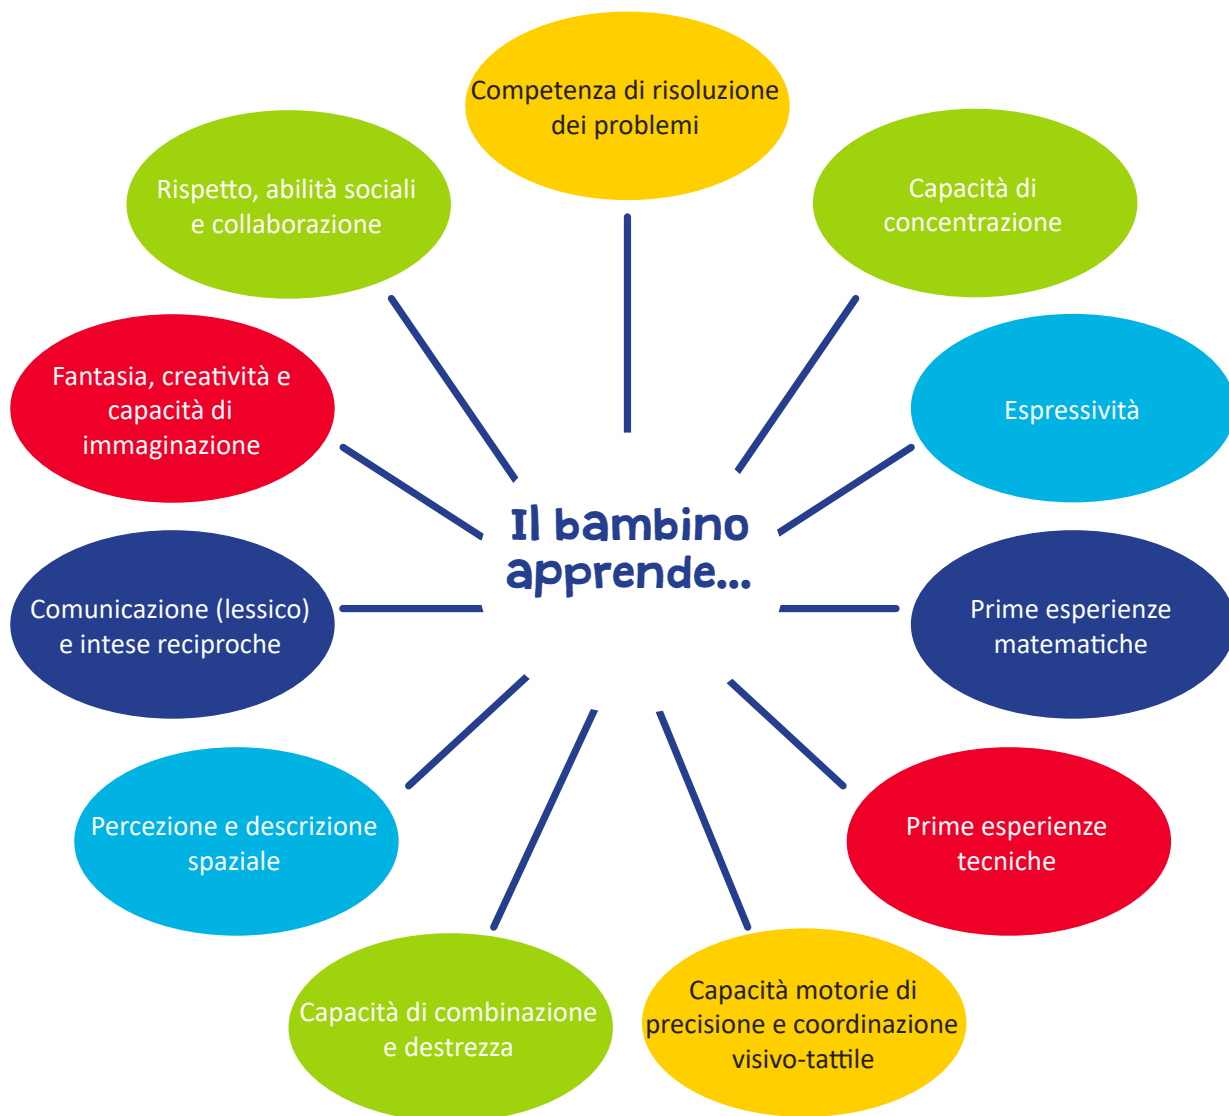 Competenza di risoluzione
dei problemi
Rispetto, abilità sociali
e collaborazione
Capacità di
concentrazione
Fantasia, creatività e
capacità di
immaginazione
Espressività
Il bambino
apprende...
Comunicazione (lessico)
e intese reciproche
Prime esperienze
matematiche
Percezione e descrizione
spaziale
Prime esperienze
tecniche
Capacità di combinazione
e destrezza
Capacità motorie di
precisione e coordinazione
visivo-tattile